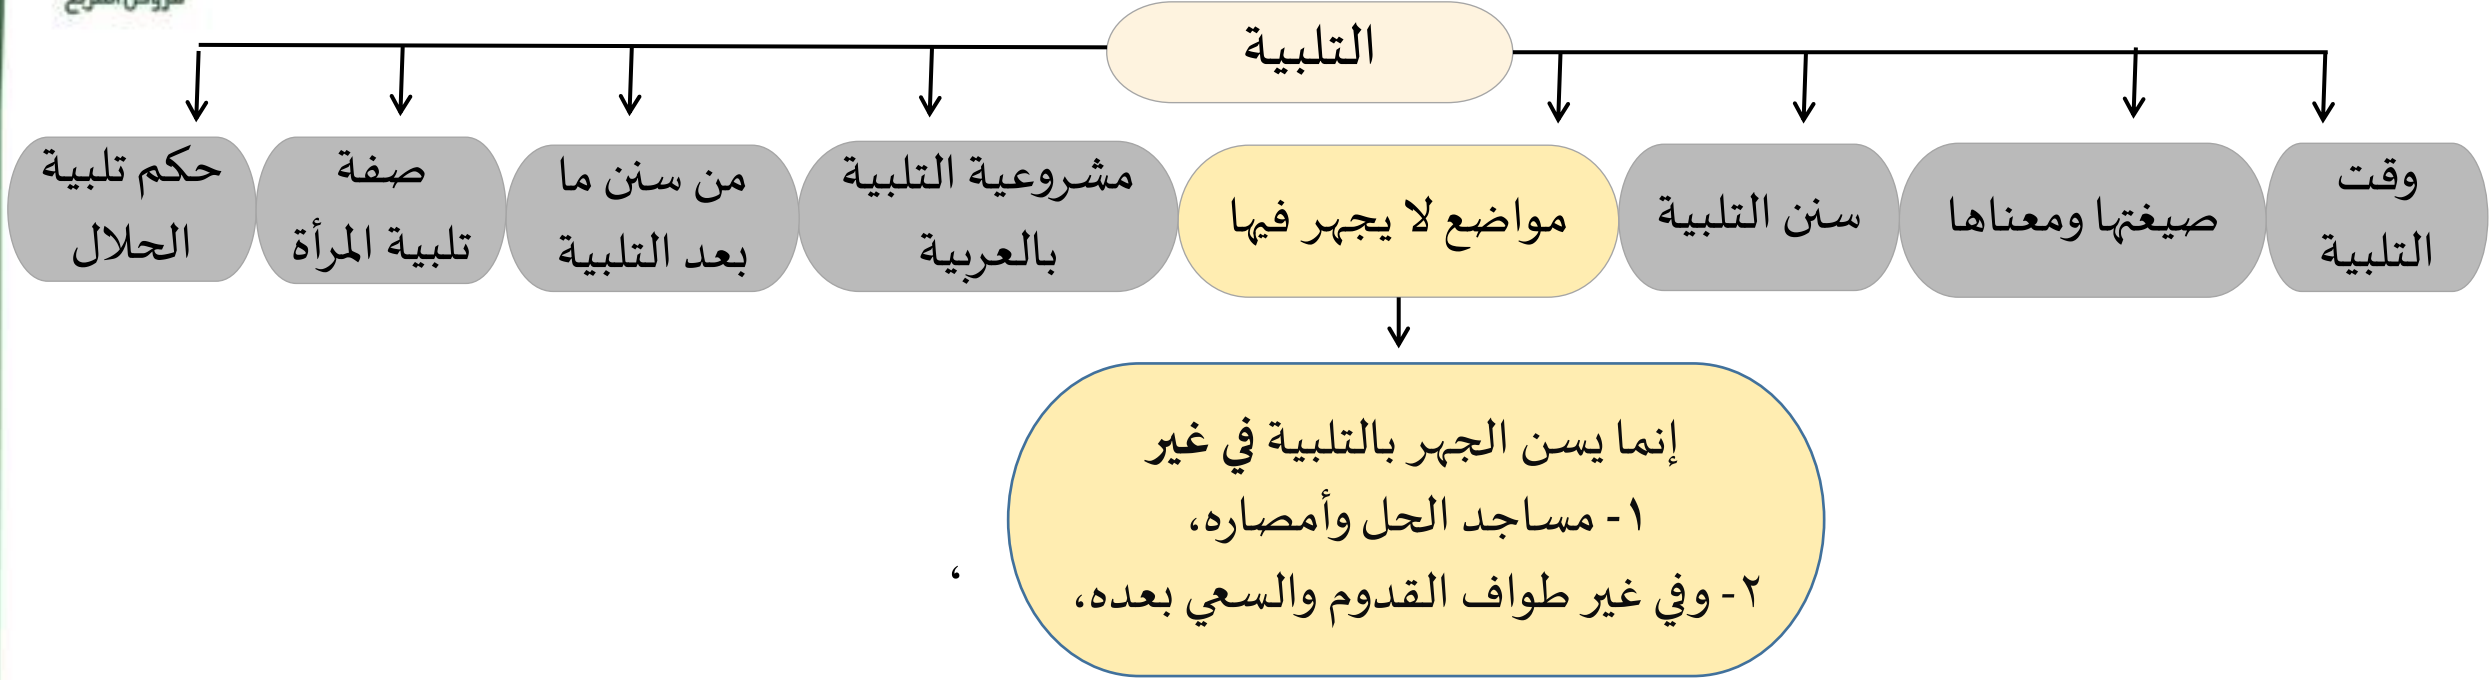 التلبية
وقت
التلبية
صيغتها ومعناها
سنن التلبية
مواضع لا يجهر فيها
مشروعية التلبية
بالعربية
من سنن ما
بعد التلبية
صفة
تلبية المرأة
حكم تلبية
الحلال
إنما يسن الجهر بالتلبية في غير
١- مساجد الحل وأمصاره،
٢- وفي غير طواف القدوم والسعي بعده،
،